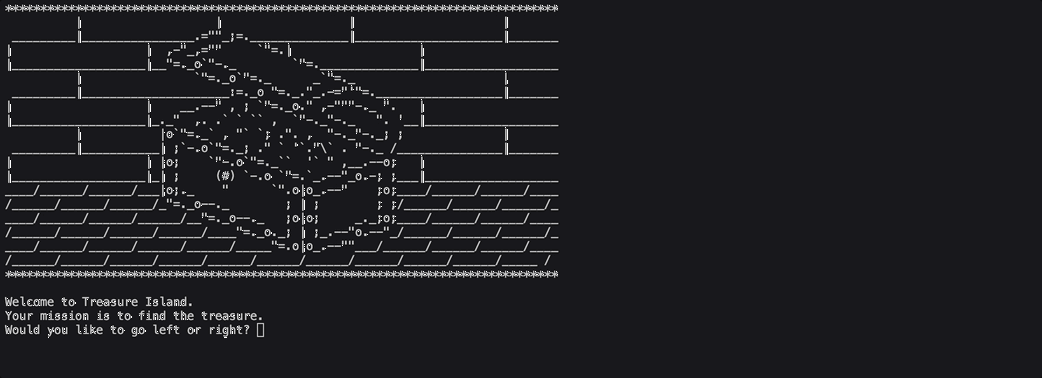 Welcome to Treasure Island.
Your mission is to find the treasure.
Would you like to go left or right?